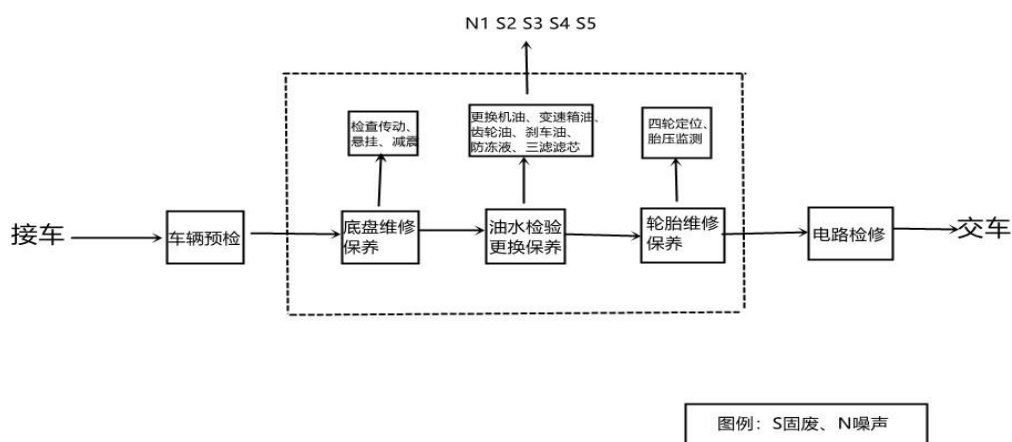 N1 S2 S3 S4 S5
检查传动、
悬挂、减震
更换机油、变速箱油、
齿轮油、刹车油、
防冻液、三滤滤芯
四轮定位、
胎压监测
接车
车辆预检
底盘维修
保养
油水检验
更换保养
轮胎维修
保养
电路检修
交车
图例：S固废、N噪声